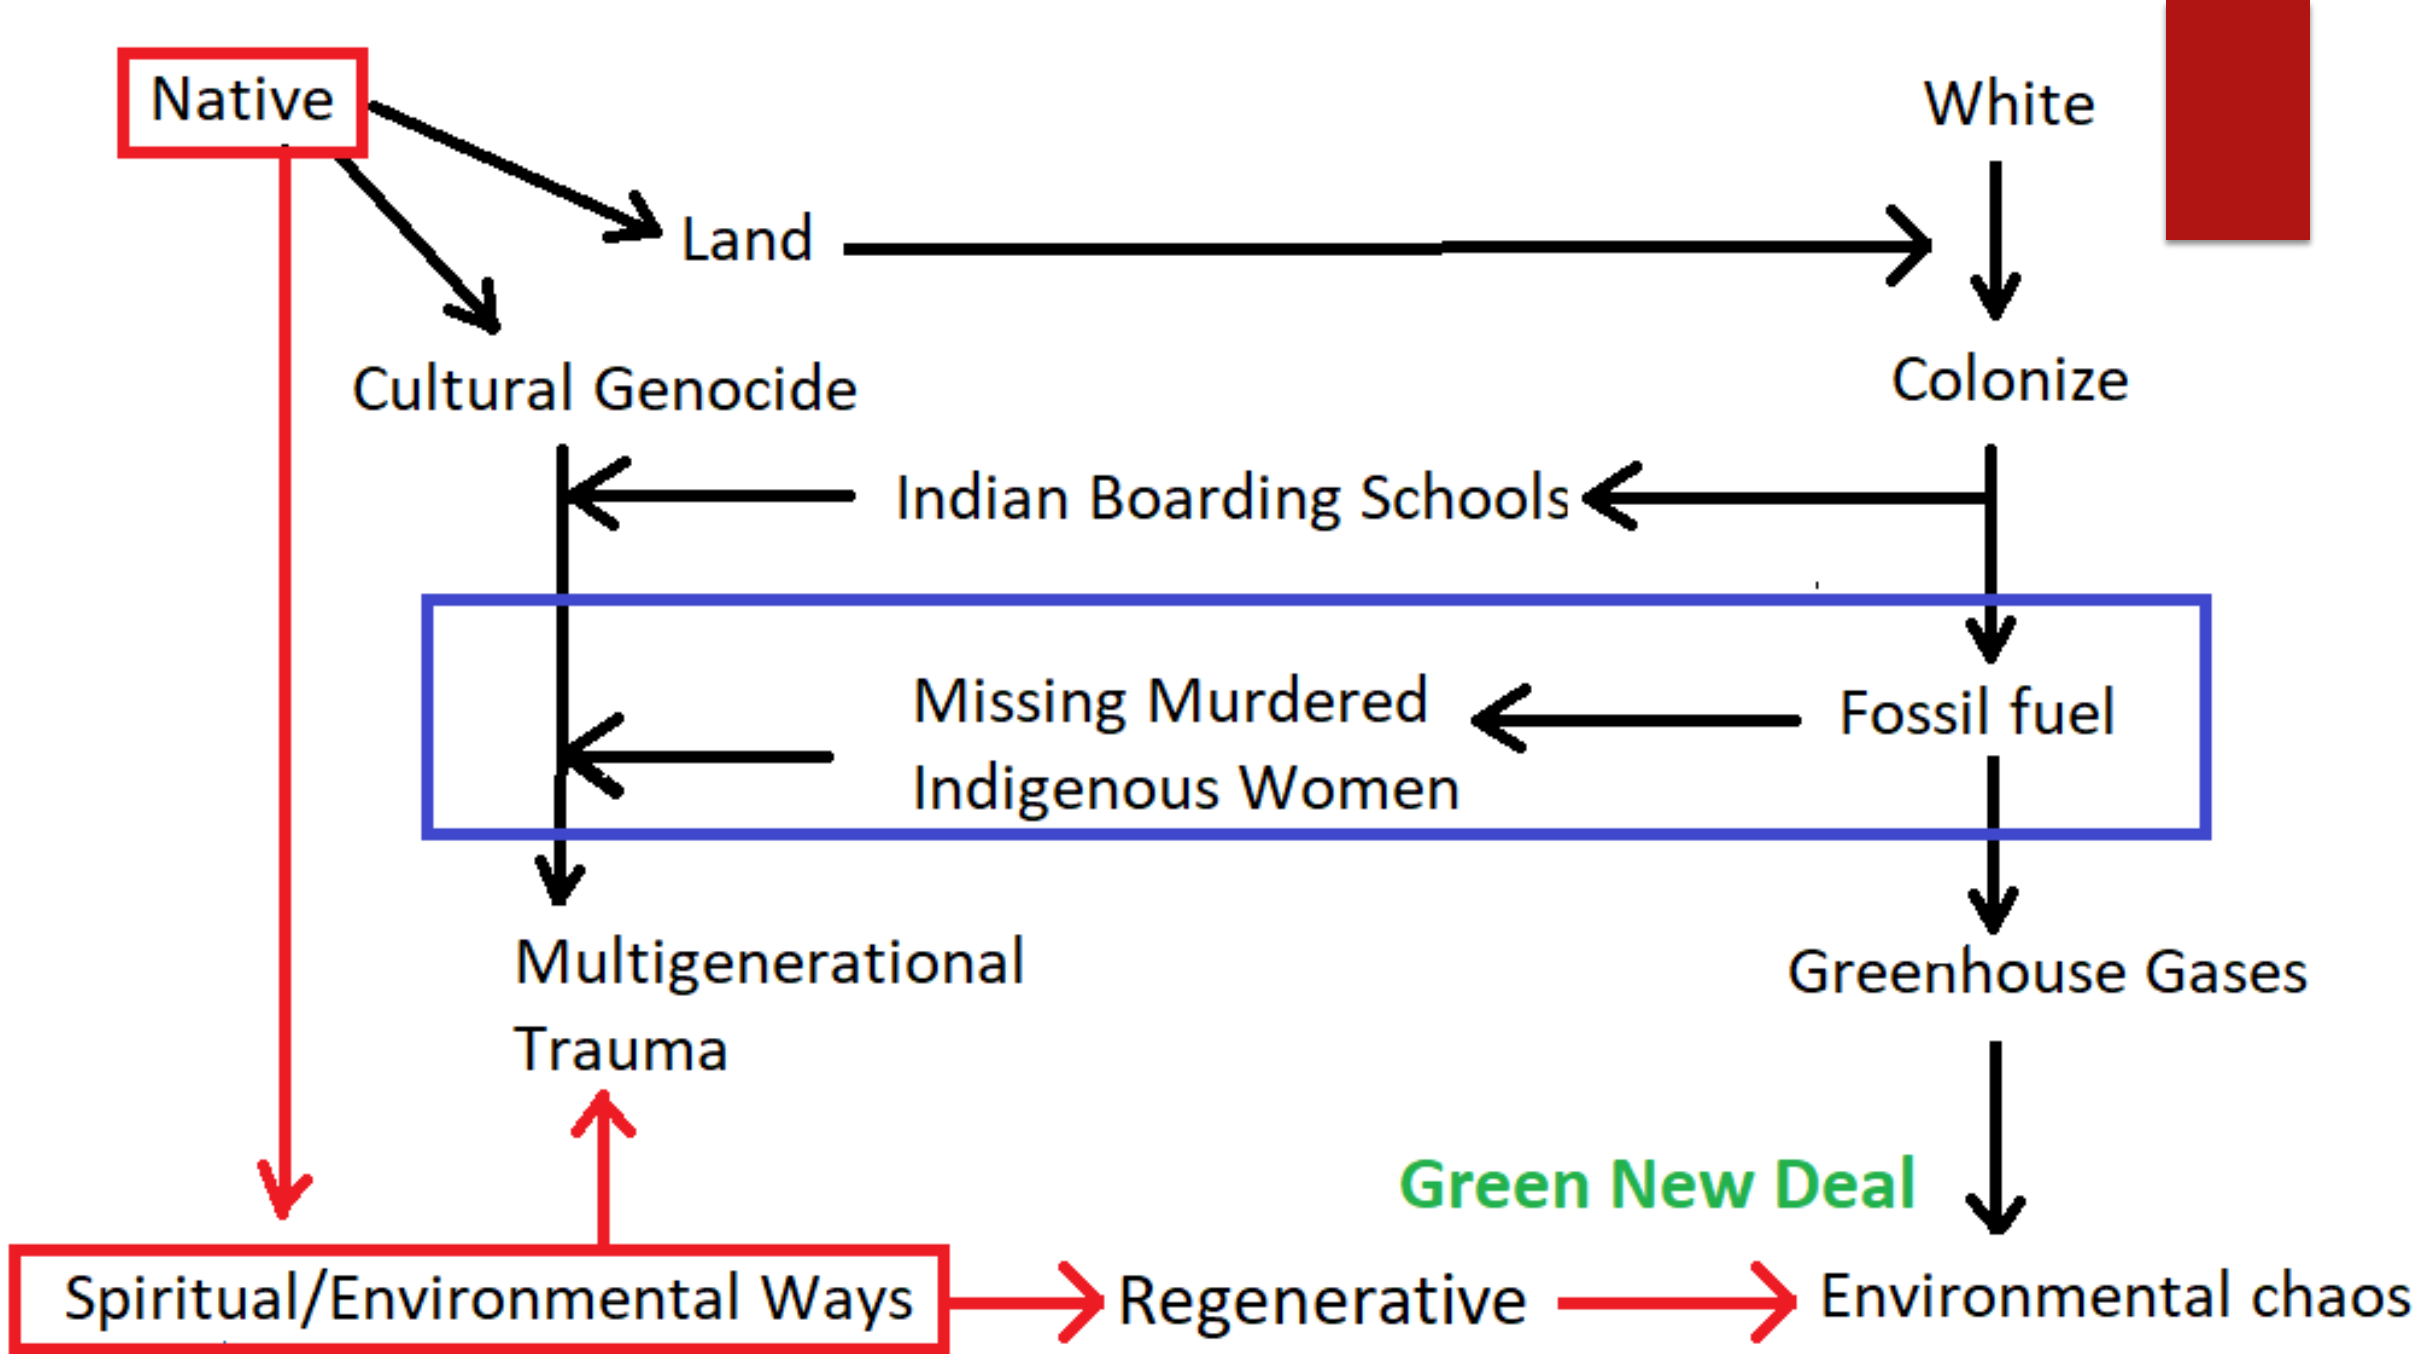 Native
White
Land
Cultural Genocide
Colonize
Indian Boarding Schools
Missing Murdered
Indigenous Women
Fossil fuel
Multigenerational
Trauma
Greenhouse Gases
Green New Deal
Spiritual/Environmental Ways
Regenerative
Environmental chaos